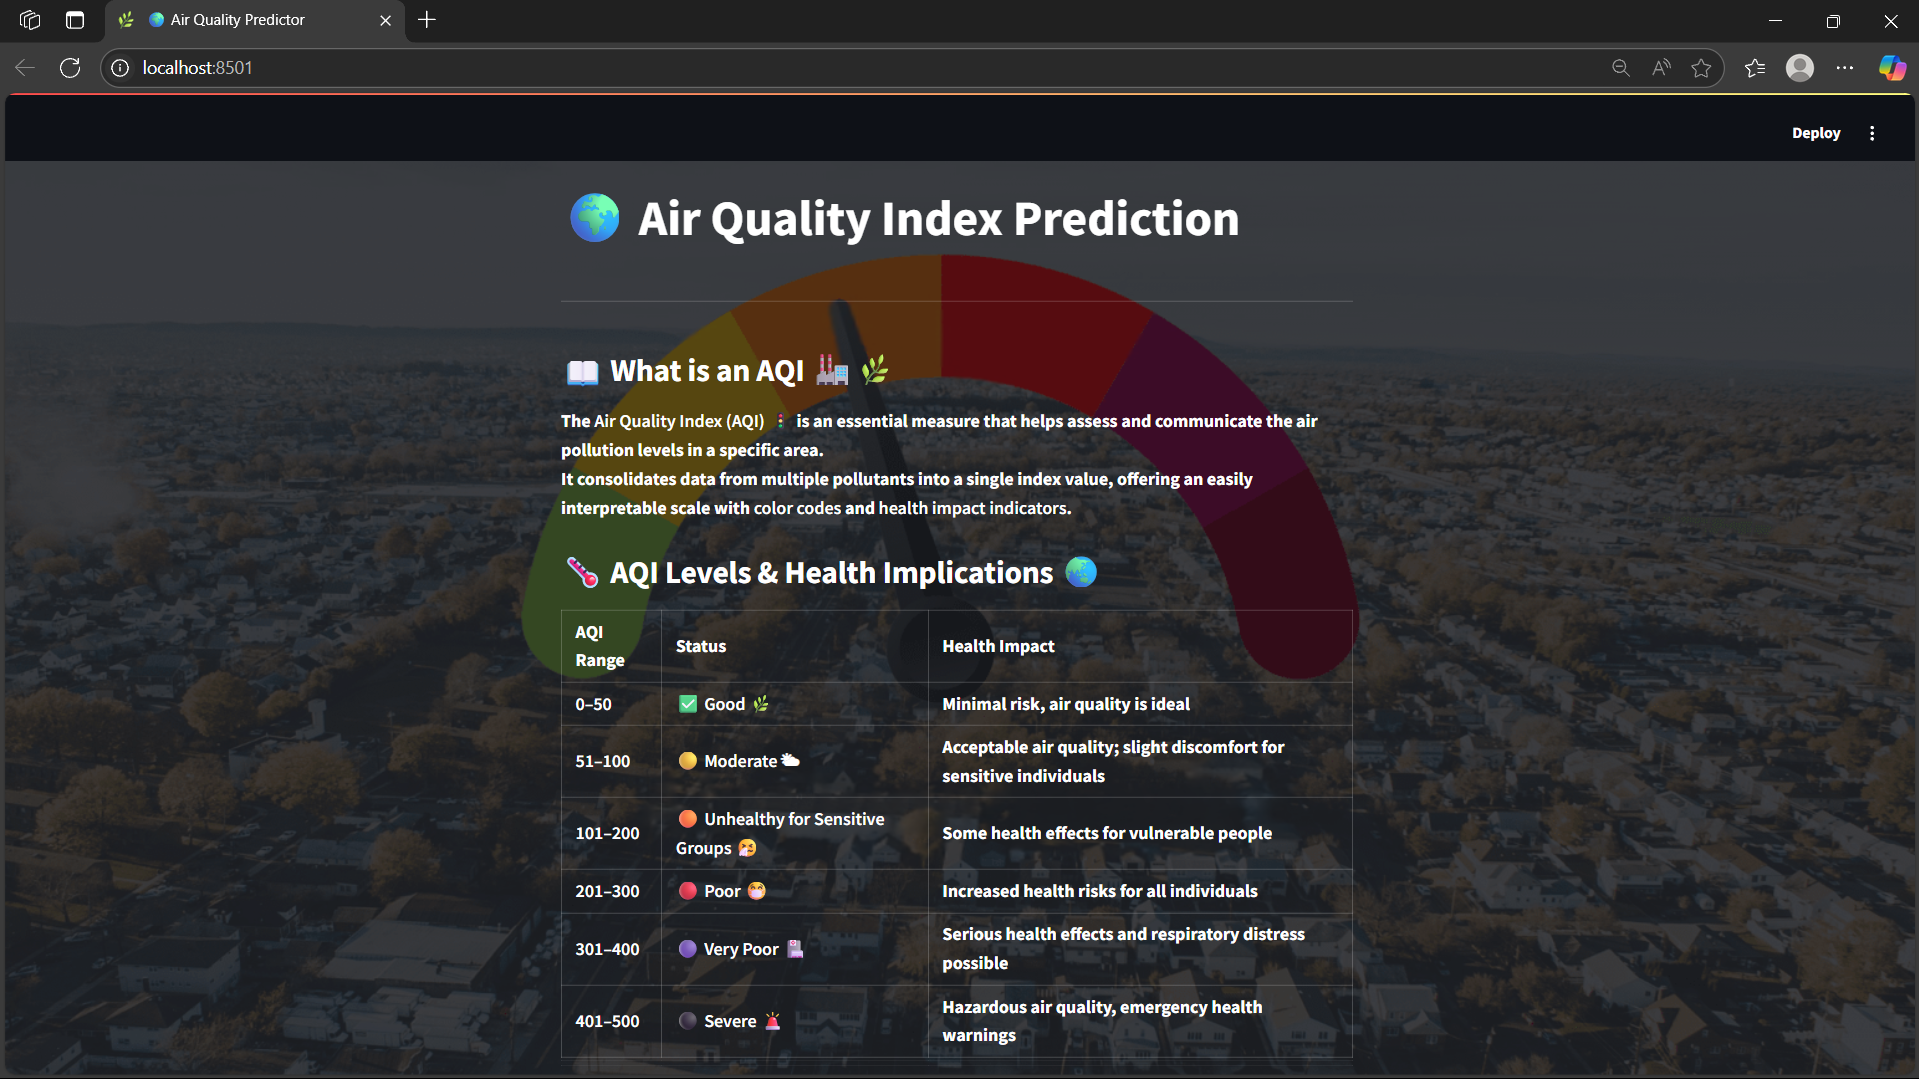 🌍 Air Quality Predictor
localhost:8501
Deploy
🌍 Air Quality Index Prediction
📖 What is an AQI 🏭 🌿
The Air Quality Index (AQI) 🚦 is an essential measure that helps assess and communicate the air
pollution levels in a specific area.
It consolidates data from multiple pollutants into a single index value, offering an easily
interpretable scale with color codes and health impact indicators.
🌡️ AQI Levels & Health Implications 🌏
AQI
Range
Status
Health Impact
0–50
✅ Good 🌿
Minimal risk, air quality is ideal
51–100
🟡 Moderate 🌥️
Acceptable air quality; slight discomfort for
sensitive individuals
101–200
🟠 Unhealthy for Sensitive
Groups 🤧
Some health effects for vulnerable people
201–300
🔴 Poor 😷
Increased health risks for all individuals
301–400
🟣 Very Poor 🏥
Serious health effects and respiratory distress
possible
401–500
⚫ Severe 🚨
Hazardous air quality, emergency health
warnings